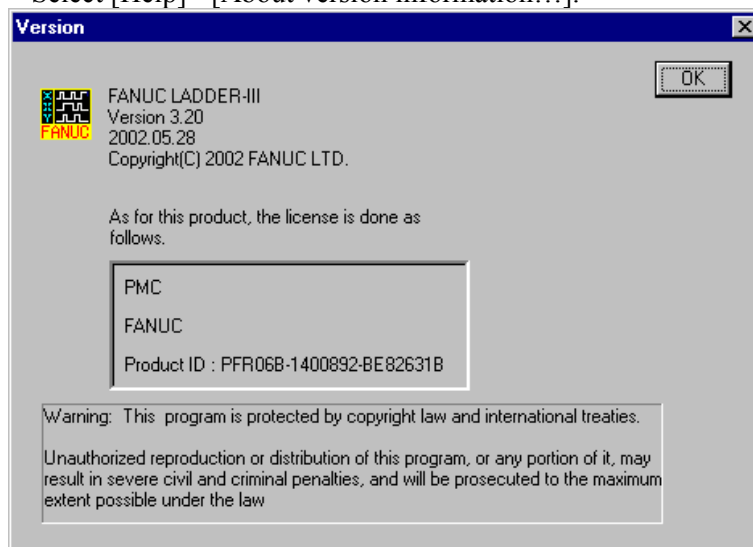 Select [Help] - [About version information…].
Version
OK
FANUC LADDER-III
Version 3.20
2002.05.28
Copyright(C) 2002 FANUC LTD.
FANUC
As for this product, the license is done as
follows.
PMC
FANUC
Product ID : PFR06B-1400892-BE82631B
Warning:  This  program is protected by copyright law and international treaties.
Unauthorized reproduction or distribution of this program, or any portion of it, may
result in severe civil and criminal penalties, and will be prosecuted to the maximum
extent possible under the law